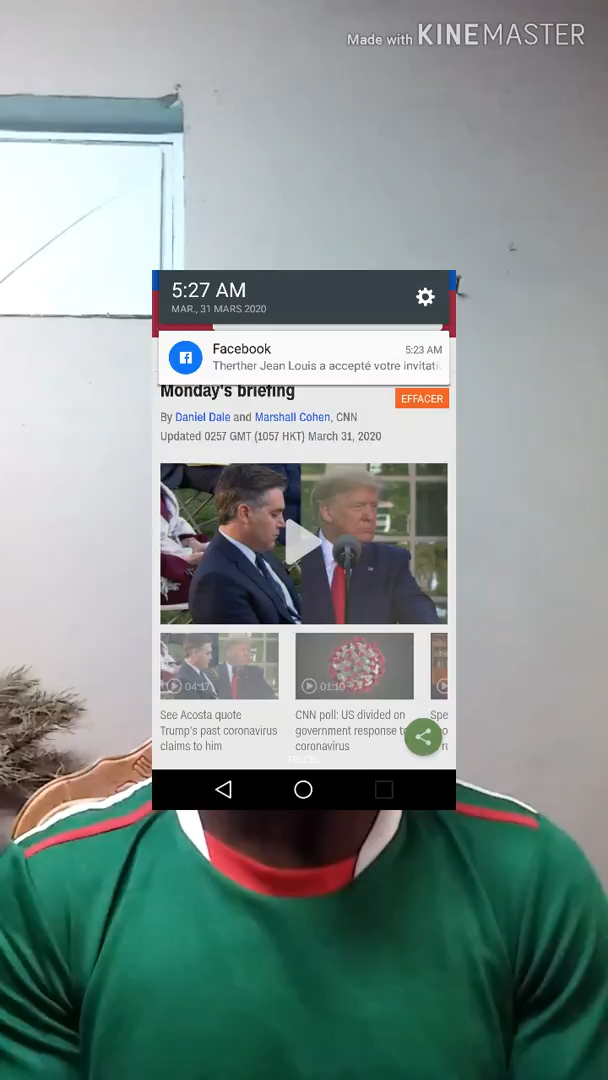 Made with KINEMASTER
5:27 AM
MAR., 31 MARS 2020
Facebook
5:23 AM
Therther Jean Louis a accepté votre
Monday's briefing
EFFACER
By Daniel Dale and Marshall Cohen, CNN
Updated 0257 GMT (1057 HKT) March 31, 2020
04:17
01:10
See Acosta quote
Trump's past coronavirus
claims to him
CNN poll: US divided on
government response
coronavirus
TELCEL